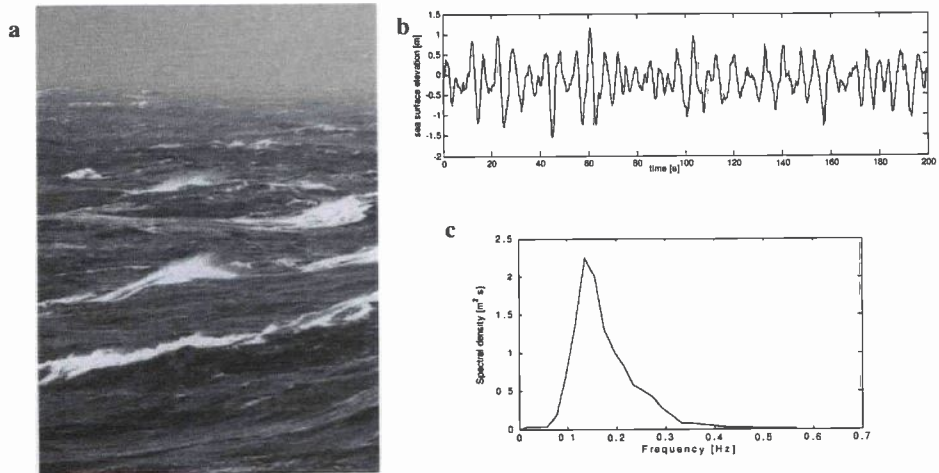 a
b
1.5
1
0.5
0
-0.5
-1
-1.5
-2
sea surface elevation [m]
0 20 40 60 80 100 120 140 160 180 200
time [s]
c
2.5
2
1.5
1
0 5
0
Spectral density [m² s]
0 0 1 0.2 0.3 0.4 0.5 0.6 0.7
Frequency [Hz]